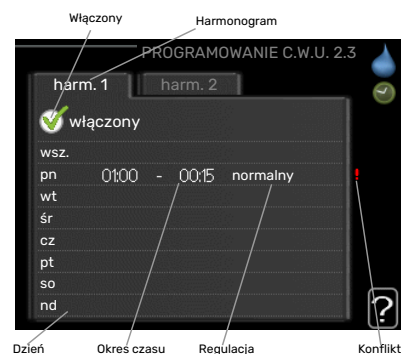 Włączony
Harmonogram
PROGRAMOWANIE C.W.U. 2.3
harm. 1
harm. 2
włączony
wsz.
pn 01:00 - 00:15 normalny !
wt
śr
cz
pt
so
nd
?
Dzień Okres czasu Regulacja Konflikt